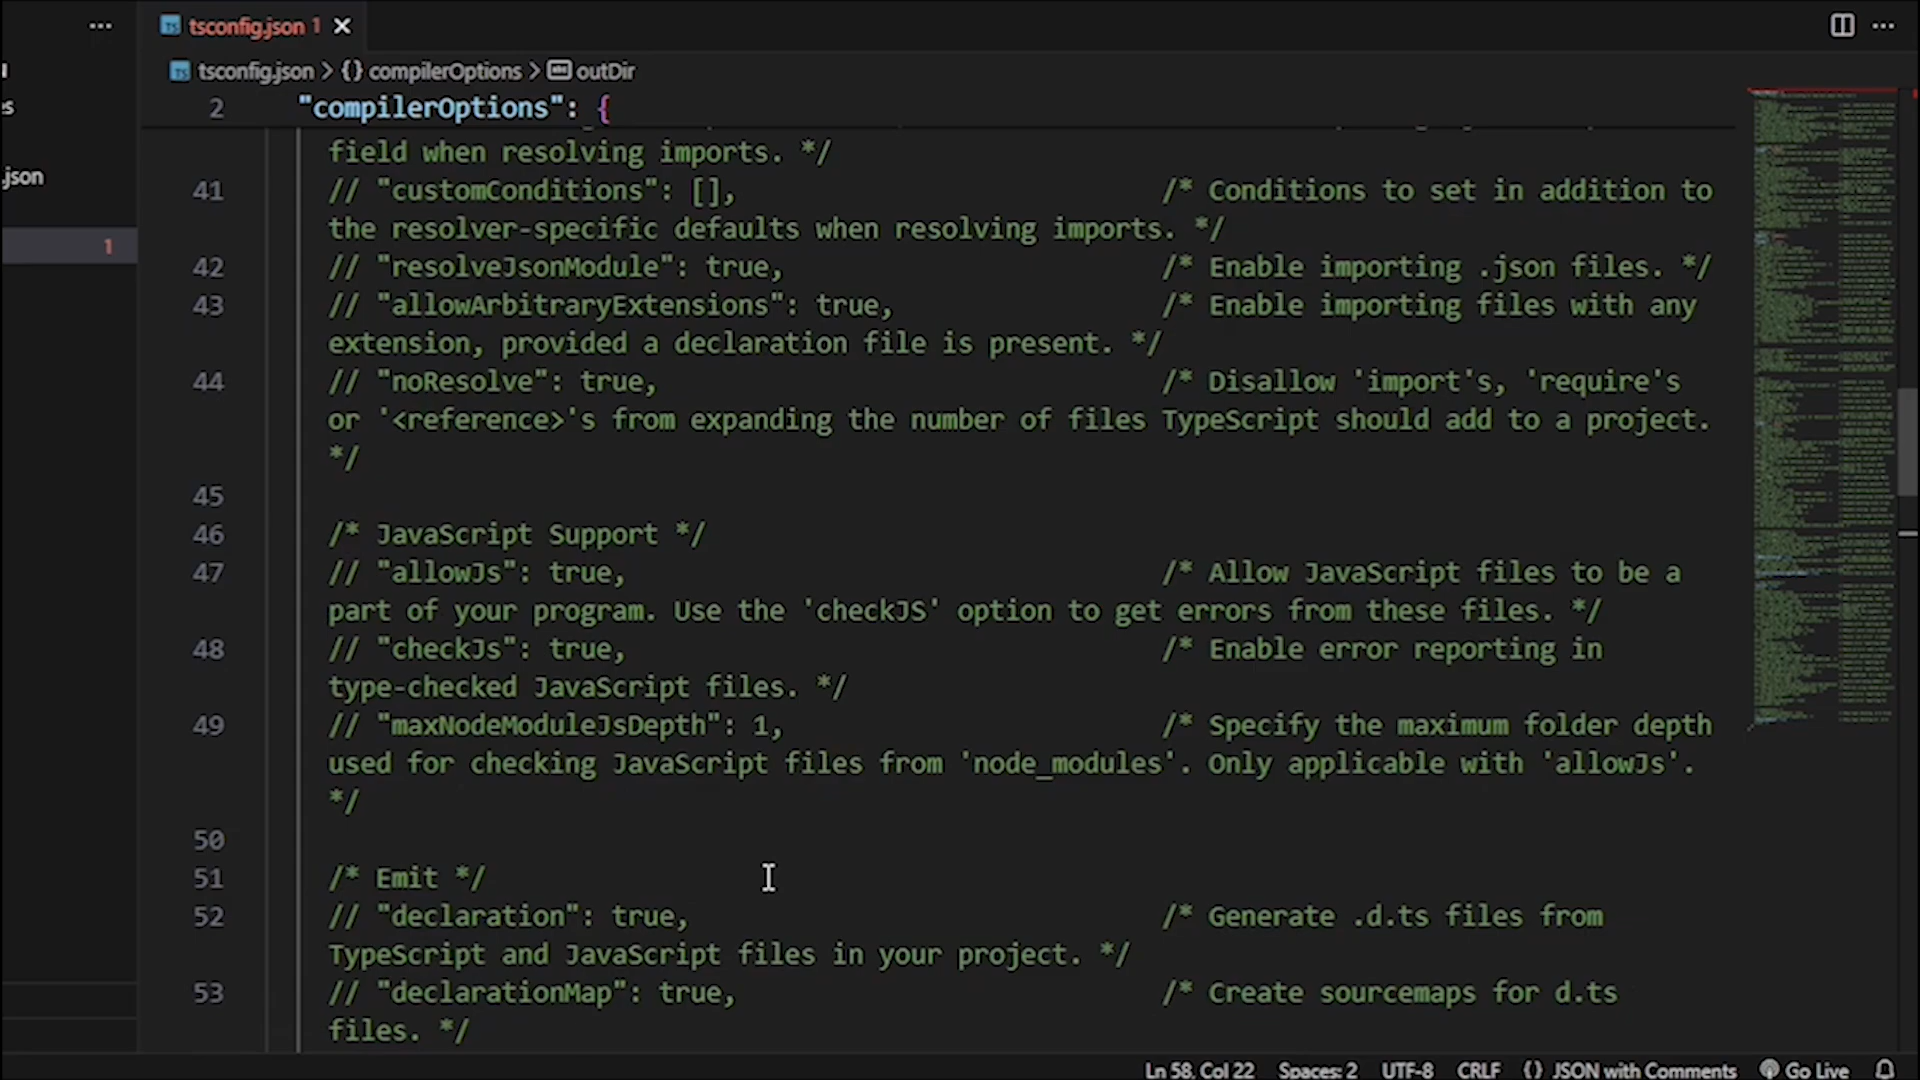 tsconfig.json 1
tsconfig.json > {} compilerOptions > outDir
2 "compilerOptions": {
field when resolving imports. */
41 // "customConditions": [], /* Conditions to set in addition to
the resolver-specific defaults when resolving imports. */
42 // "resolveJsonModule": true, /* Enable importing .json files. */
43 // "allowArbitraryExtensions": true, /* Enable importing files with any
extension, provided a declaration file is present. */
44 // "noResolve": true, /* Disallow 'import's, 'require's
or '<reference>'s from expanding the number of files TypeScript should add to a project.
*/
45
46 /* JavaScript Support */
47 // "allowJs": true, /* Allow JavaScript files to be a
part of your program. Use the 'checkJS' option to get errors from these files. */
48 // "checkJs": true, /* Enable error reporting in
type-checked JavaScript files. */
49 // "maxNodeModuleJsDepth": 1, /* Specify the maximum folder depth
used for checking JavaScript files from 'node_modules'. Only applicable with 'allowJs'.
*/
50
51 /* Emit */
52 // "declaration": true, /* Generate .d.ts files from
TypeScript and JavaScript files in your project. */
53 // "declarationMap": true, /* Create sourcemaps for d.ts
files. */
.json
1
Ln 58, Col 22 Spaces: 2 UTF-8 CRLF {} JSON with Comments Go Live